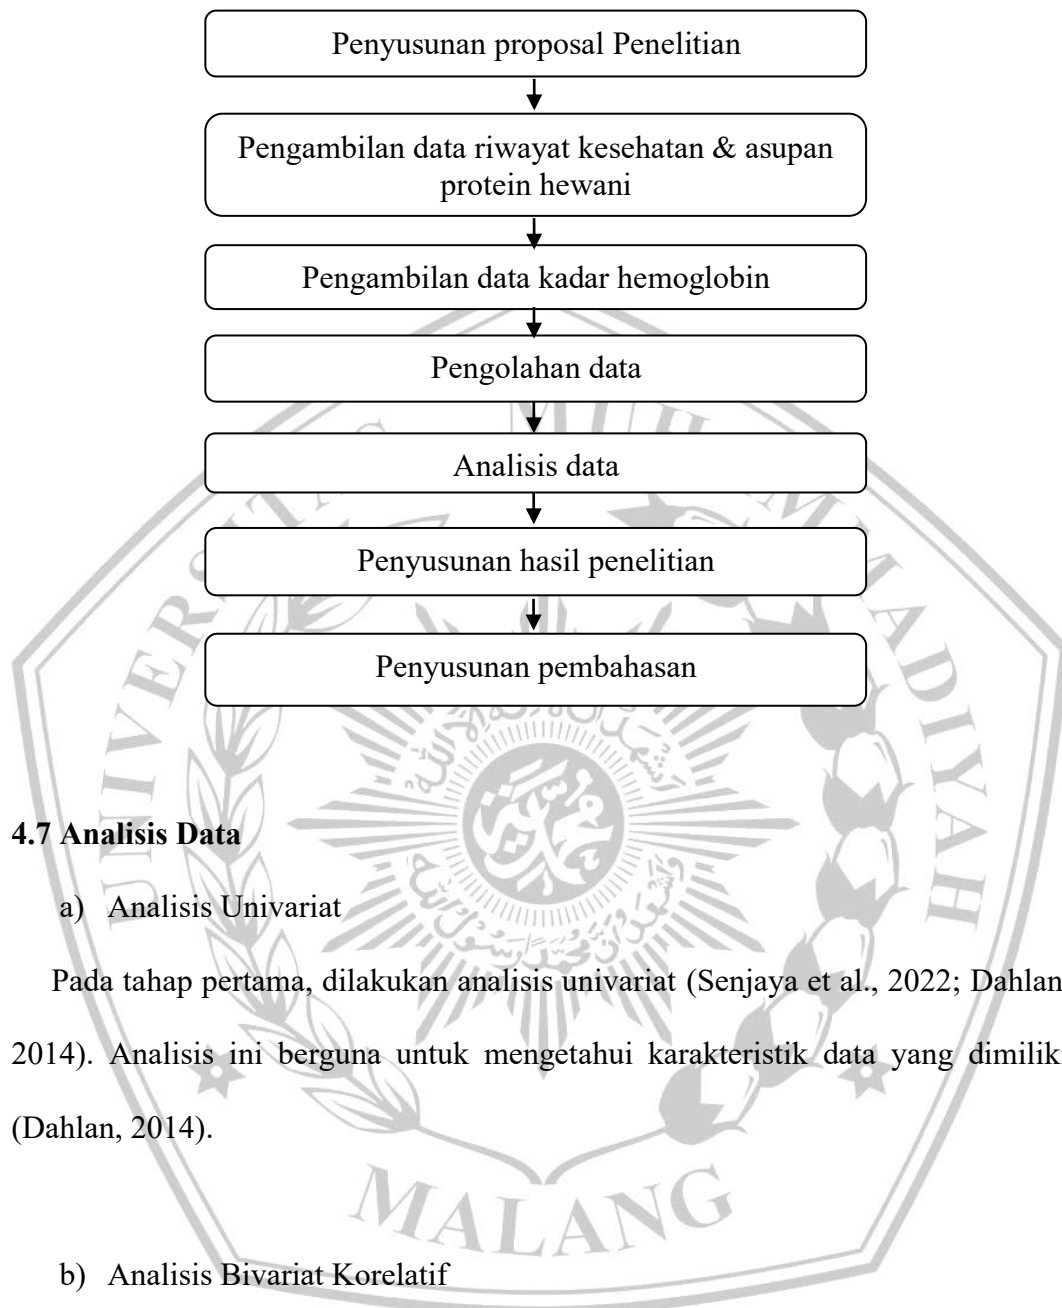 Penyusunan proposal Penelitian
Pengambilan data riwayat kesehatan & asupan
protein hewani
Pengambilan data kadar hemoglobin
Pengolahan data
Analisis data
Penyusunan hasil penelitian
Penyusunan pembahasan
4.7 Analisis Data
a) Analisis Univariat
Pada tahap pertama, dilakukan analisis univariat (Senjaya et al., 2022; Dahlan
2014). Analisis ini berguna untuk mengetahui karakteristik data yang dimilik
(Dahlan, 2014).
MALANG
b) Analisis Bivariat Korelatif